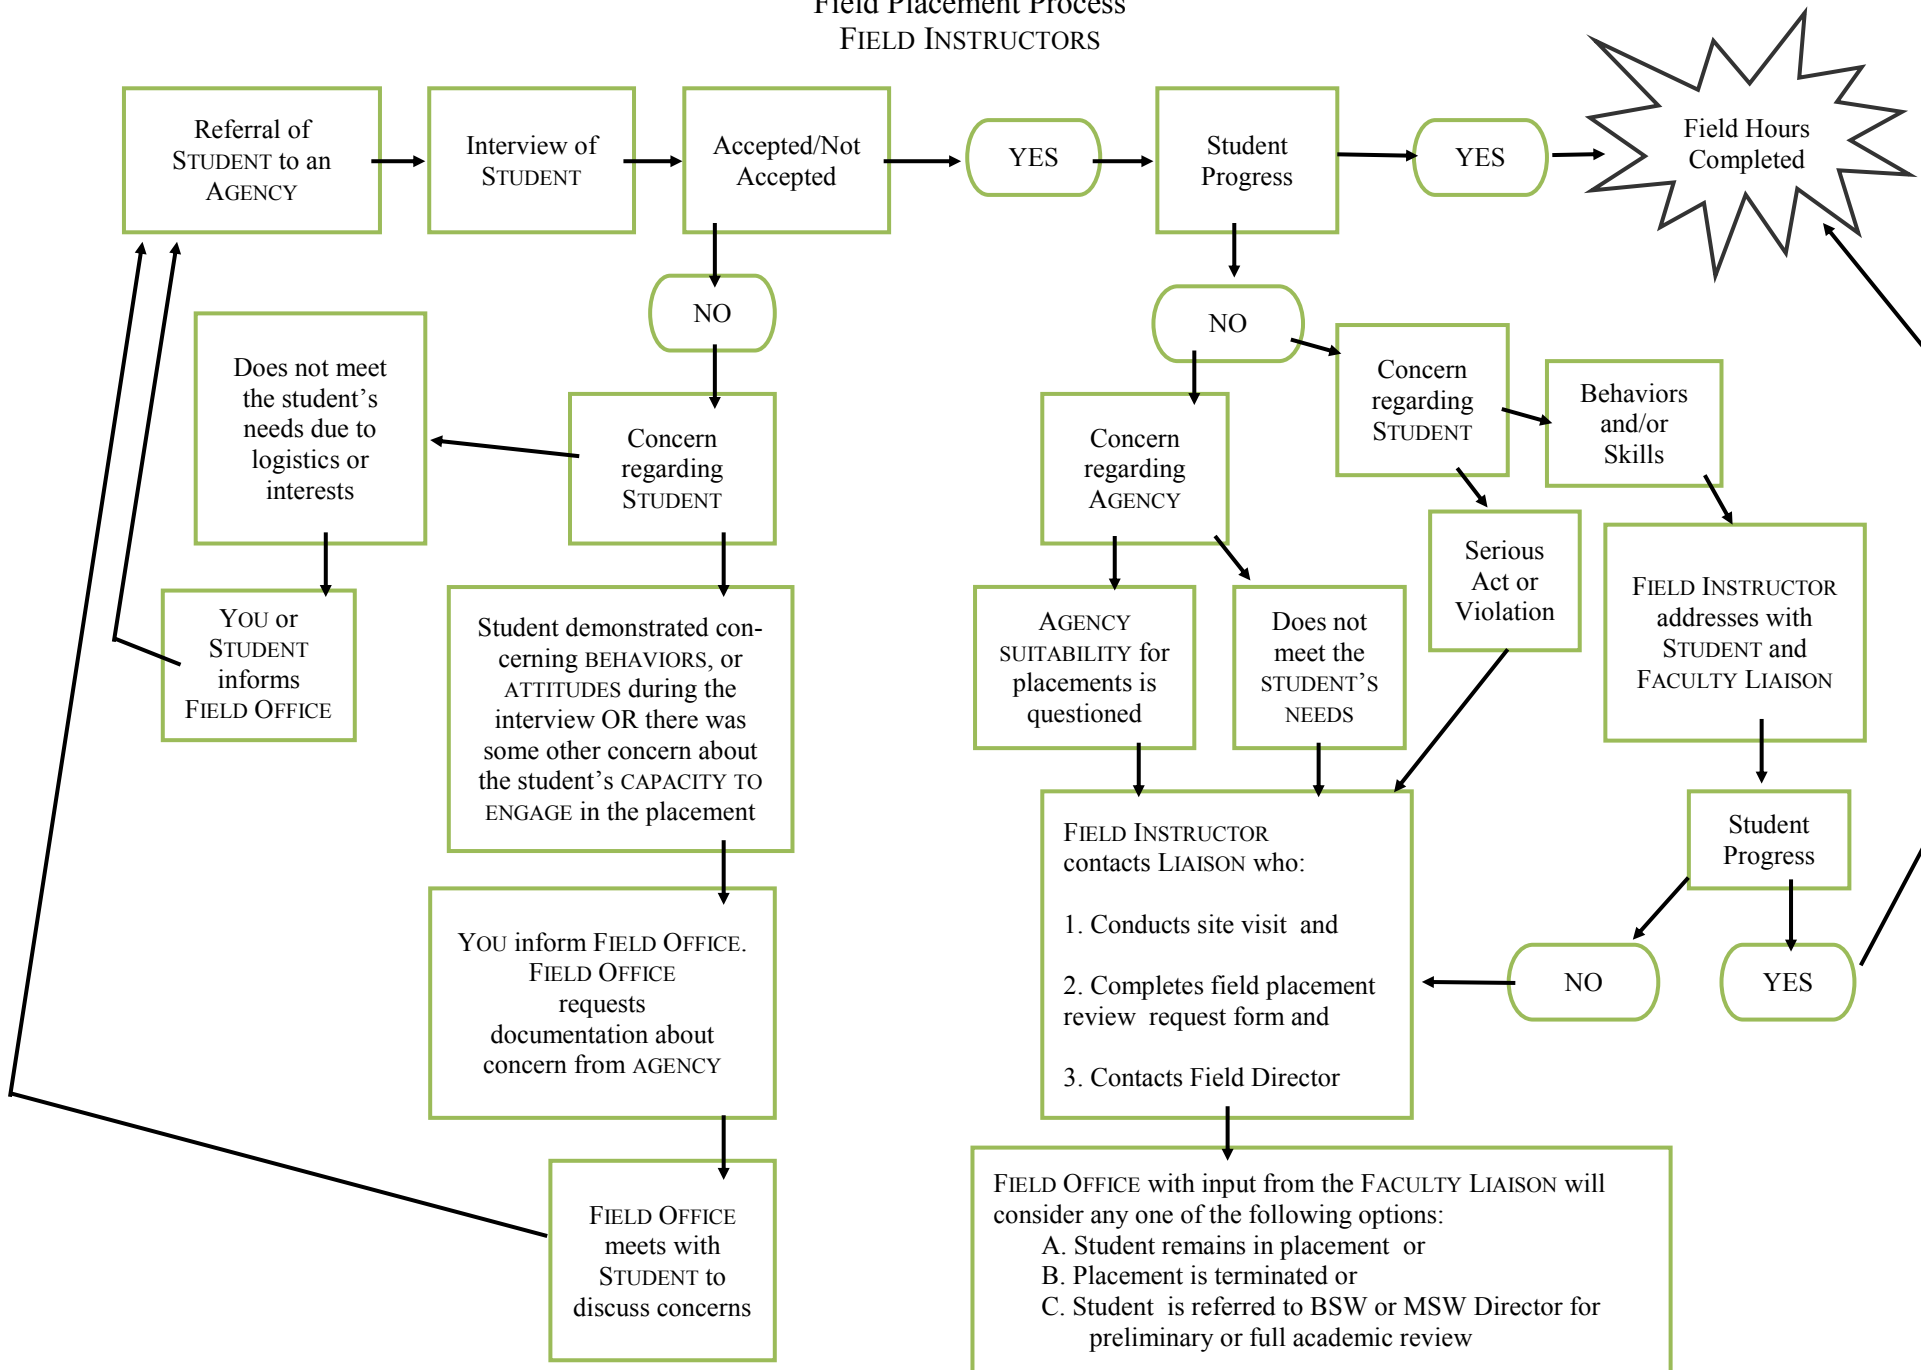 Field Placement Process
FIELD INSTRUCTORS
Referral of
STUDENT to an
AGENCY
Interview of
STUDENT
Accepted/Not
Accepted
YES
Student
Progress
YES
Field Hours
Completed
NO
NO
Does not meet
the student’s
needs due to
logistics or
interests
Concern
regarding
STUDENT
Concern
regarding
AGENCY
Concern
regarding
STUDENT
Behaviors
and/or
Skills
YOU or
STUDENT
informs
FIELD OFFICE
Student demonstrated con-
cerning BEHAVIORS, or
ATTITUDES during the
interview OR there was
some other concern about
the student’s CAPACITY TO
ENGAGE in the placement
AGENCY
SUITABILITY for
placements is
questioned
Does not
meet the
STUDENT’S
NEEDS
Serious
Act or
Violation
FIELD INSTRUCTOR
addresses with
STUDENT and
FACULTY LIAISON
YOU inform FIELD OFFICE.
FIELD OFFICE
requests
documentation about
concern from AGENCY
FIELD INSTRUCTOR
contacts LIAISON who:
1. Conducts site visit and
2. Completes field placement
review request form and
3. Contacts Field Director
Student
Progress
NO
YES
FIELD OFFICE
meets with
STUDENT to
discuss concerns
FIELD OFFICE with input from the FACULTY LIAISON will
consider any one of the following options:
A. Student remains in placement or
B. Placement is terminated or
C. Student is referred to BSW or MSW Director for
preliminary or full academic review